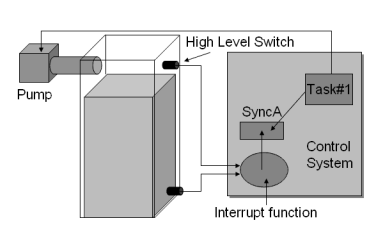 High Level Switch
Pump
Task#1
SyncA
Control
System
Interrupt function